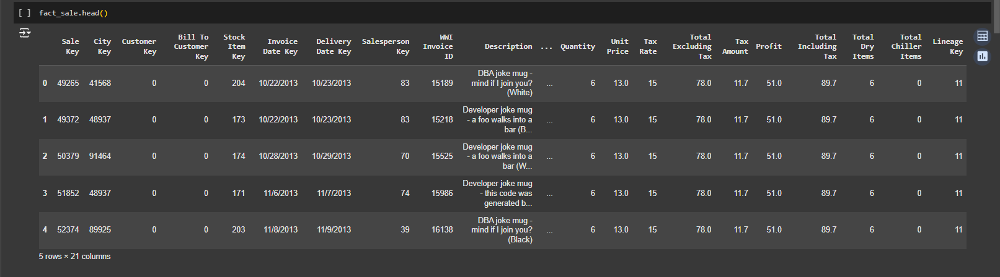 [ ] fact_sale.head()
Sale Key City Key Customer Key Bill To Customer Key Stock Item Key Invoice Date Key Delivery Date Key Salesperson Key WWI Invoice ID Description ... Quantity Unit Price Tax Rate Total Excluding Tax Tax Amount Profit Total Including Tax Total Dry Items Total Chiller Items Lineage Key
0 49265 41568 0 0 204 10/22/2013 10/23/2013 83 15189 DBA joke mug - mind if I join you? (White) ... 6 13.0 15 78.0 11.7 51.0 89.7 6 0 11
1 49372 48937 0 0 173 10/22/2013 10/23/2013 83 15218 Developer joke mug - a foo walks into a bar (B... ... 6 13.0 15 78.0 11.7 51.0 89.7 6 0 11
2 50379 91464 0 0 174 10/28/2013 10/29/2013 70 15525 Developer joke mug - a foo walks into a bar (W... ... 6 13.0 15 78.0 11.7 51.0 89.7 6 0 11
3 51852 48937 0 0 171 11/6/2013 11/7/2013 74 15986 Developer joke mug - this code was generated b... ... 6 13.0 15 78.0 11.7 51.0 89.7 6 0 11
4 52374 89925 0 0 203 11/8/2013 11/9/2013 39 16138 DBA joke mug - mind if I join you? (Black) ... 6 13.0 15 78.0 11.7 51.0 89.7 6 0 11
5 rows × 21 columns